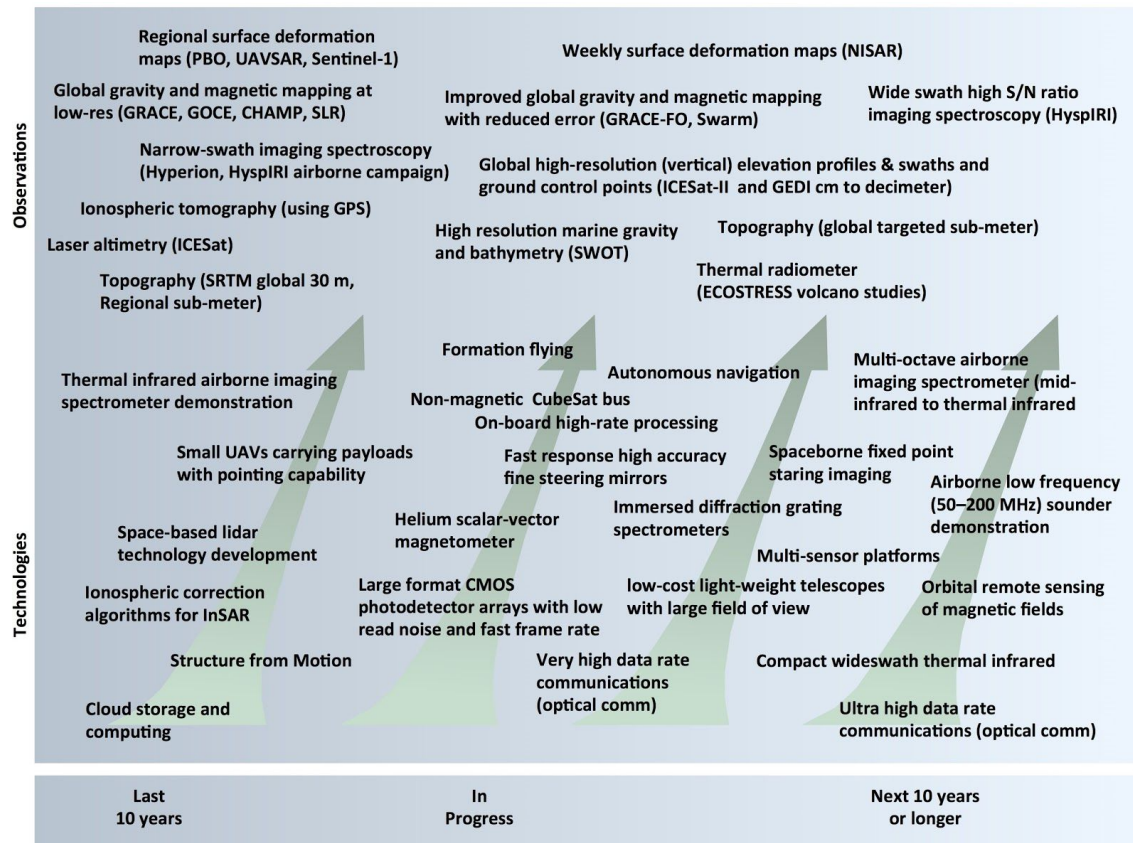 Observations
Regional surface deformation
maps (PBO, UAVSAR, Sentinel-1)
Weekly surface deformation maps (NISAR)
Global gravity and magnetic mapping at
low-res (GRACE, GOCE, CHAMP, SLR)
Improved global gravity and magnetic mapping
with reduced error (GRACE-FO, Swarm)
Wide swath high S/N ratio
imaging spectroscopy (HyspIRI)
Narrow-swath imaging spectroscopy
(Hyperion, HyspIRI airborne campaign)
Global high-resolution (vertical) elevation profiles & swaths and
ground control points (ICESat-II and GEDI cm to decimeter)
Ionospheric tomography (using GPS)
Laser altimetry (ICESat)
High resolution marine gravity
and bathymetry (SWOT)
Topography (global targeted sub-meter)
Topography (SRTM global 30 m,
Regional sub-meter)
Thermal radiometer
(ECOSTRESS volcano studies)
Technologies
Formation flying
Thermal infrared airborne imaging
spectrometer demonstration
Autonomous navigation
Multi-octave airborne
imaging spectrometer (mid-
infrared to thermal infrared
Non-magnetic CubeSat bus
On-board high-rate processing
Small UAVs carrying payloads
with pointing capability
Fast response high accuracy
fine steering mirrors
Spaceborne fixed point
staring imaging
Airborne low frequency
(50–200 MHz) sounder
demonstration
Space-based lidar
technology development
Helium scalar-vector
magnetometer
Immersed diffraction grating
spectrometers
Multi-sensor platforms
Ionospheric correction
algorithms for InSAR
Large format CMOS
photodetector arrays with low
read noise and fast frame rate
low-cost light-weight telescopes
with large field of view
Orbital remote sensing
of magnetic fields
Structure from Motion
Very high data rate
communications
(optical comm)
Compact wideswath thermal infrared
Cloud storage and
computing
Ultra high data rate
communications (optical comm)
Last
10 years
In
Progress
Next 10 years
or longer